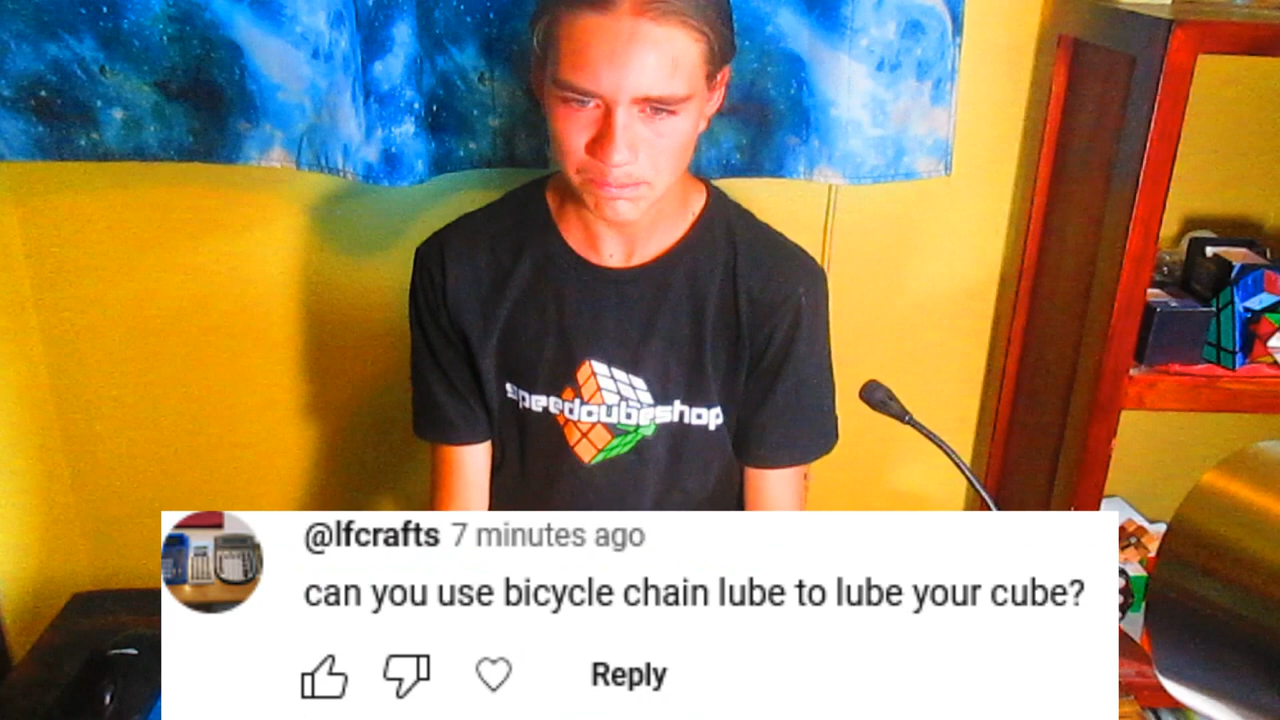 speedcubeshop
@lfcrafts 7 minutes ago
can you use bicycle chain lube to lube your cube?
Reply